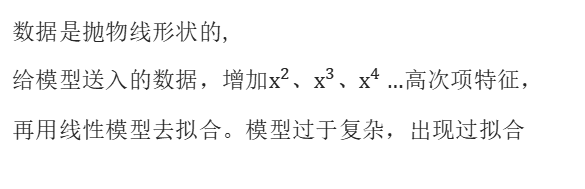 数据是抛物线形状的,
给模型送入的数据，增加x²、x³、x⁴ …高次项特征，
再用线性模型去拟合。模型过于复杂，出现过拟合